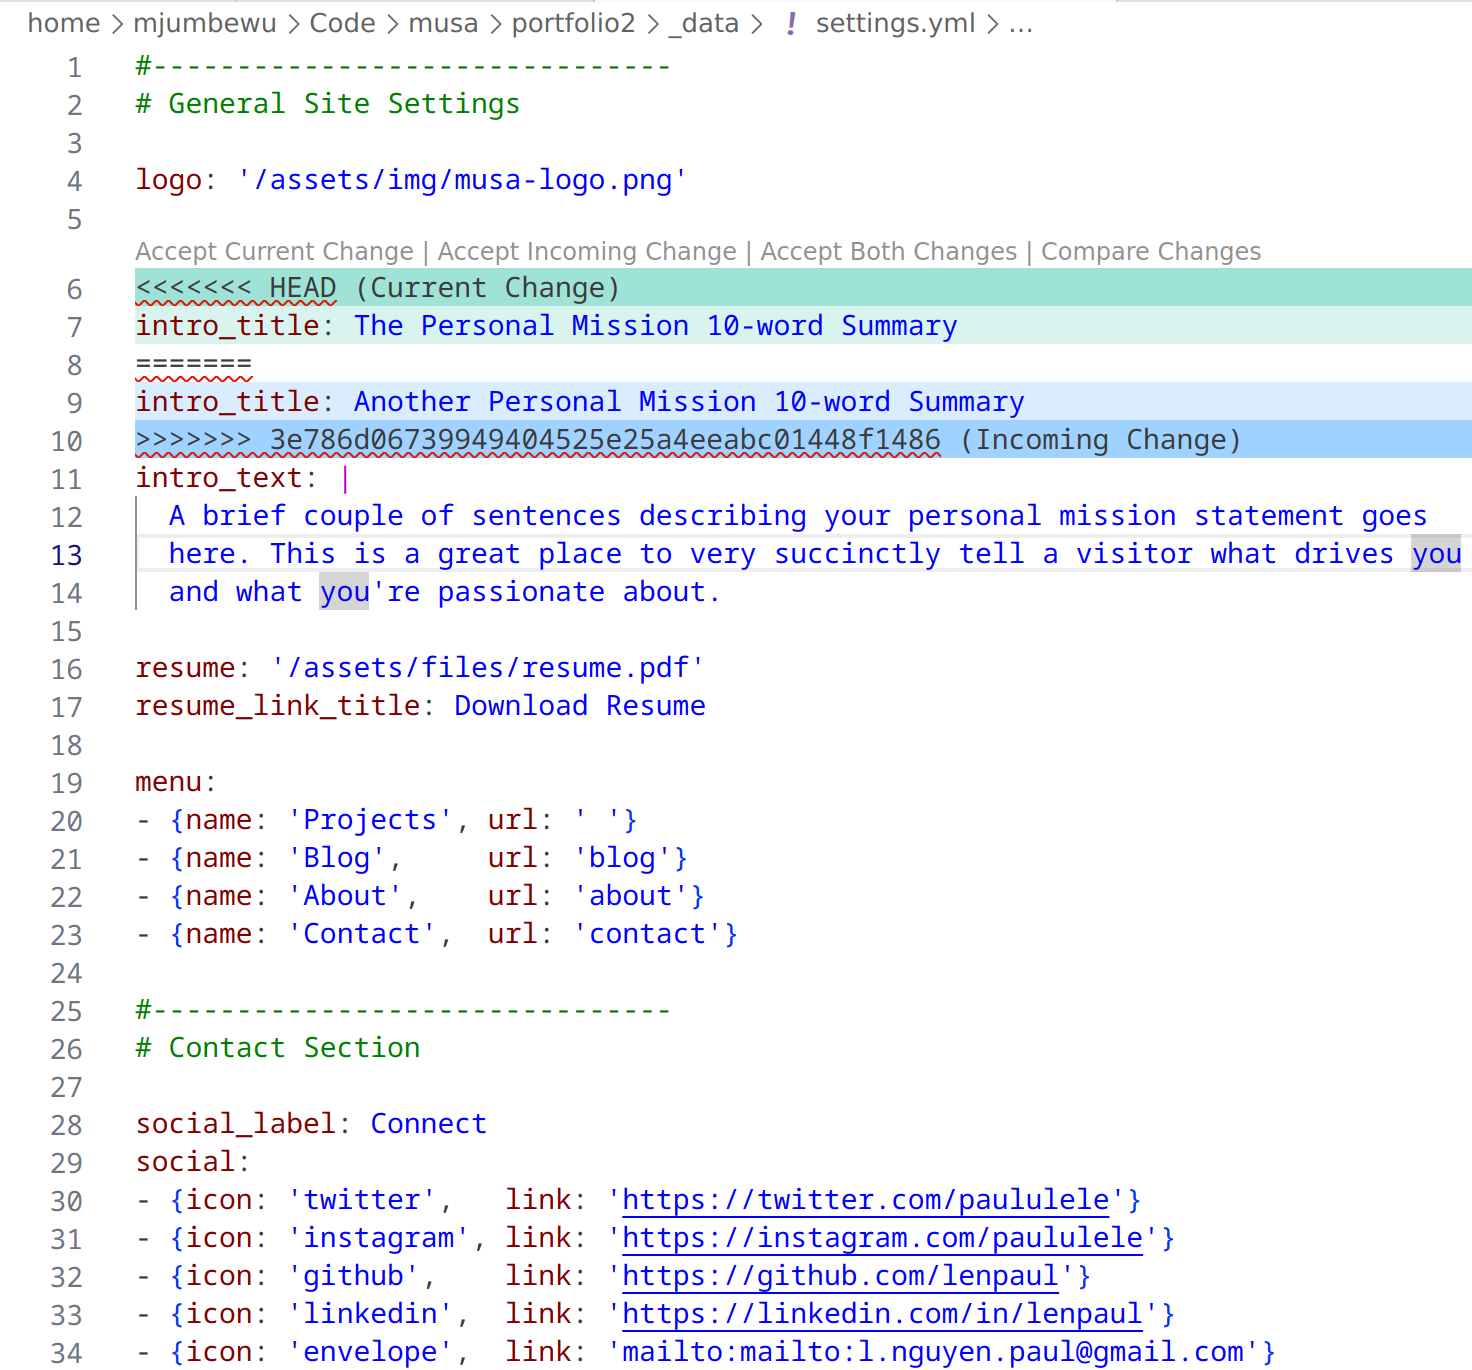 home > mjumbewu > Code > musa > portfolio2 > _data > ! settings.yml > ...
1 #-------------------------------
2 # General Site Settings
3
4 logo: '/assets/img/musa-logo.png'
5
Accept Current Change | Accept Incoming Change | Accept Both Changes | Compare Changes
6 <<<<<<< HEAD (Current Change)
7 intro_title: The Personal Mission 10-word Summary
8 =======
9 intro_title: Another Personal Mission 10-word Summary
10 >>>>>>> 3e786d06739949404525e25a4eeabc01448f1486 (Incoming Change)
11 intro_text: |
12   A brief couple of sentences describing your personal mission statement goes
13   here. This is a great place to very succinctly tell a visitor what drives you
14   and what you're passionate about.
15
16 resume: '/assets/files/resume.pdf'
17 resume_link_title: Download Resume
18
19 menu:
20 - {name: 'Projects', url: ' '}
21 - {name: 'Blog',     url: 'blog'}
22 - {name: 'About',    url: 'about'}
23 - {name: 'Contact',  url: 'contact'}
24
25 #-------------------------------
26 # Contact Section
27
28 social_label: Connect
29 social:
30 - {icon: 'twitter',   link: 'https://twitter.com/paululele'}
31 - {icon: 'instagram', link: 'https://instagram.com/paululele'}
32 - {icon: 'github',    link: 'https://github.com/lenpaul'}
33 - {icon: 'linkedin',  link: 'https://linkedin.com/in/lenpaul'}
34 - {icon: 'envelope',  link: 'mailto:mailto:l.nguyen.paul@gmail.com'}